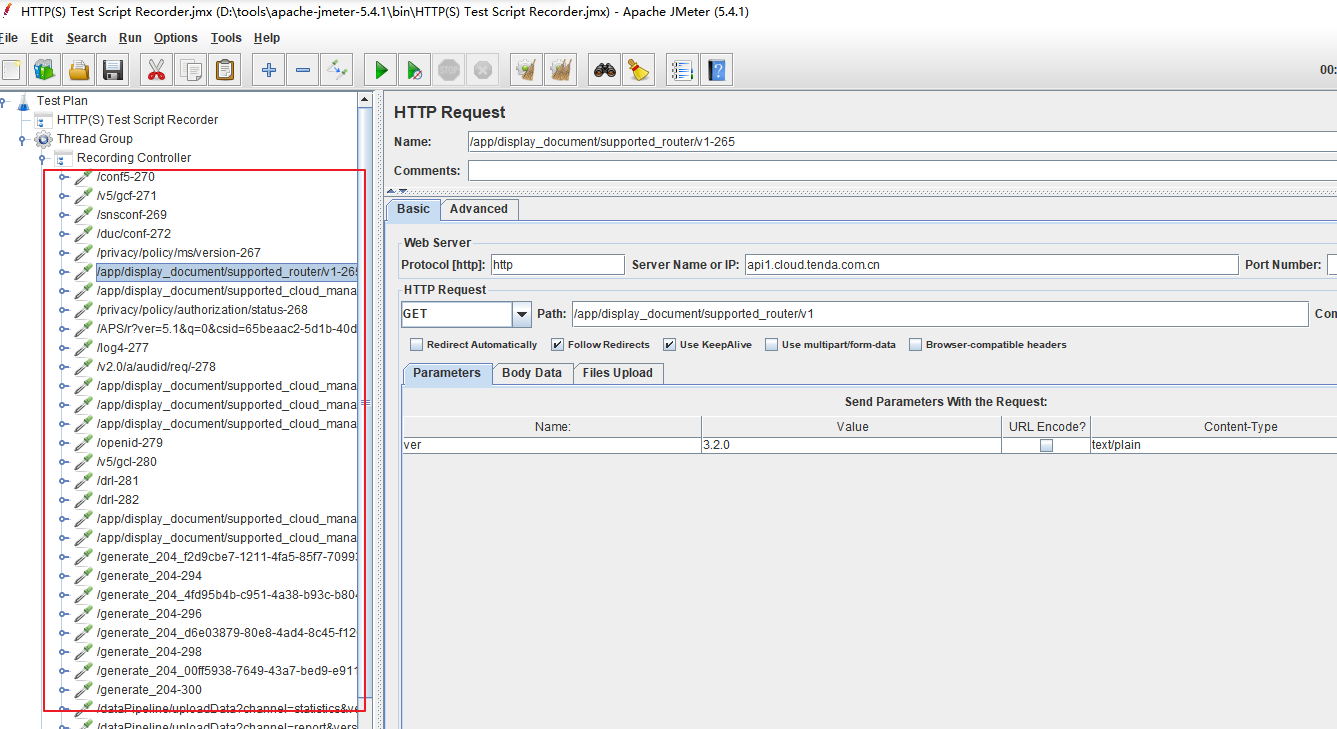 HTTP(S) Test Script Recorder.jmx (D:\tools\apache-jmeter-5.4.1\bin\HTTP(S) Test Script Recorder.jmx) - Apache JMeter (5.4.1)
File Edit Search Run Options Tools Help
STOP
00:
Test Plan
HTTP(S) Test Script Recorder
Thread Group
Recording Controller
/conf5-270
/v5/gcf-271
/snsconf-269
/duc/conf-272
/privacy/policy/ms/version-267
/app/display_document/supported_router/v1-265
/app/display_document/supported_cloud_mana
/privacy/policy/authorization/status-268
/APS/r?ver=5.1&q=0&csid=65beaac2-5d1b-40d
/log4-277
/v2.0/a/audid/req/-278
/app/display_document/supported_cloud_mana
/app/display_document/supported_cloud_mana
/app/display_document/supported_cloud_mana
/openid-279
/v5/gcl-280
/drl-281
/drl-282
/app/display_document/supported_cloud_mana
/app/display_document/supported_cloud_mana
/generate_204_f2d9cbe7-1211-4fa5-85f7-70993
/generate_204-294
/generate_204_4fd95b4b-c951-4a38-b93c-b804
/generate_204-296
/generate_204_d6e03879-80e8-4ad4-8c45-f12
/generate_204-298
/generate_204_00ff5938-7649-43a7-bed9-e911
/generate_204-300
/dataPipeline/uploadData?channel=statistics&ve
/dataPipeline/uploadData?channel=report&vers
HTTP Request
Name: /app/display_document/supported_router/v1-265
Comments:
Basic Advanced
Web Server
Protocol [http]: http Server Name or IP: api1.cloud.tenda.com.cn Port Number:
HTTP Request
GET Path: /app/display_document/supported_router/v1 Con
Redirect Automatically Follow Redirects Use KeepAlive Use multipart/form-data Browser-compatible headers
Parameters Body Data Files Upload
Send Parameters With the Request:
Name: Value URL Encode? Content-Type
ver 3.2.0 text/plain